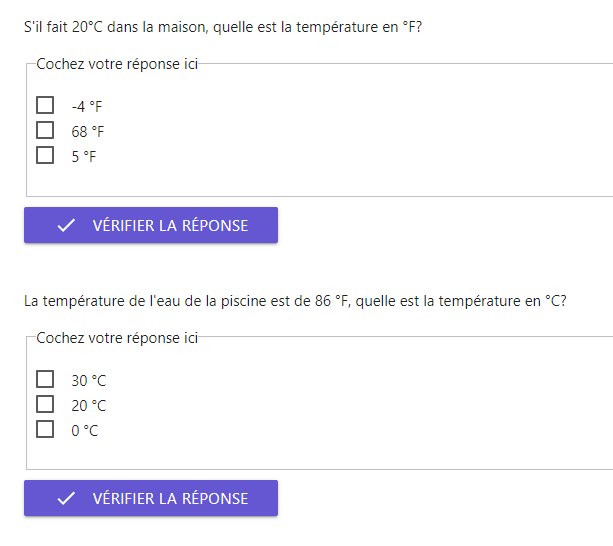 S'il fait 20°C dans la maison, quelle est la température en °F?
Cochez votre réponse ici
-4 °F
68 °F
5 °F
VÉRIFIER LA RÉPONSE
La température de l'eau de la piscine est de 86 °F, quelle est la température en °C?
Cochez votre réponse ici
30 °C
20 °C
0 °C
VÉRIFIER LA RÉPONSE